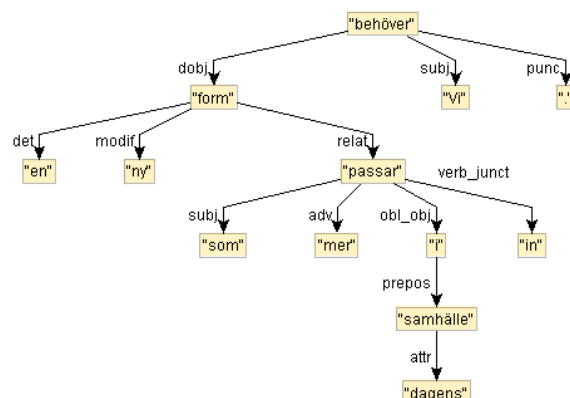 "behöver"
dobj subj punc
"form" "Vi" "."
det modif relat
"en" "ny" "passar" verb_junct
subj adv obl_obj
"som" "mer" "i" "in"
prepos
"samhälle"
attr
"dagens"